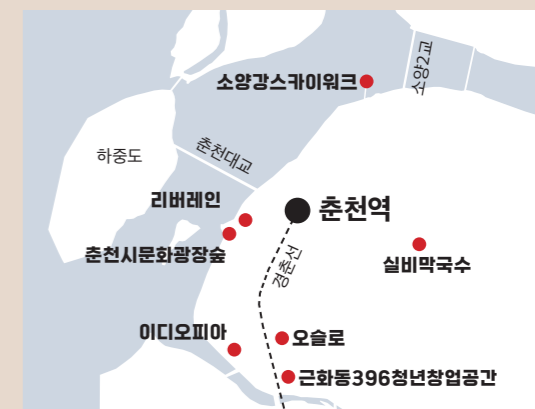 소양2교
소양강스카이워크
춘천대교
하중도
리버레인
춘천역
춘천시문화광장숲
실비막국수
경춘선
이디오피아
오슬로
근화동396청년창업공간